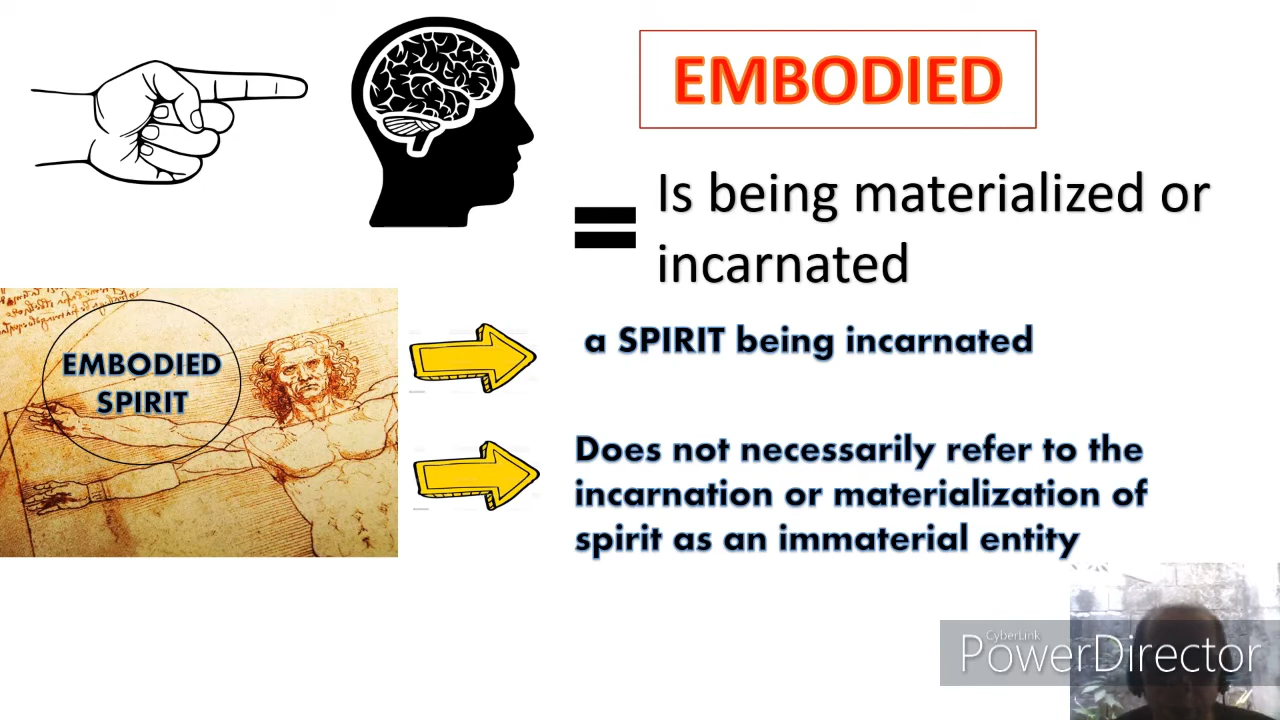 EMBODIED
= Is being materialized or
incarnated
EMBODIED
SPIRIT
a SPIRIT being incarnated
Does not necessarily refer to the
incarnation or materialization of
spirit as an immaterial entity
CyberLink
PowerDirector